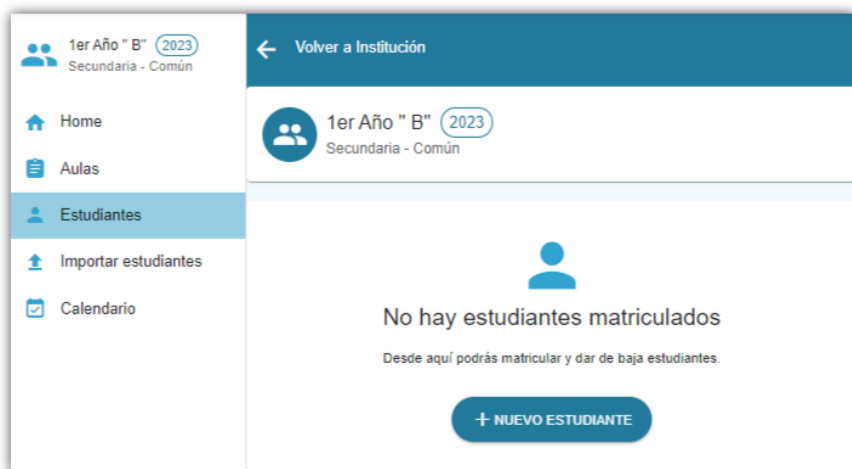 1er Año " B" 2023
Secundaria - Común
Home
Aulas
Estudiantes
Importar estudiantes
Calendario
Volver a Institución
1er Año " B" 2023
Secundaria - Común
No hay estudiantes matriculados
Desde aquí podrás matricular y dar de baja estudiantes.
+ NUEVO ESTUDIANTE